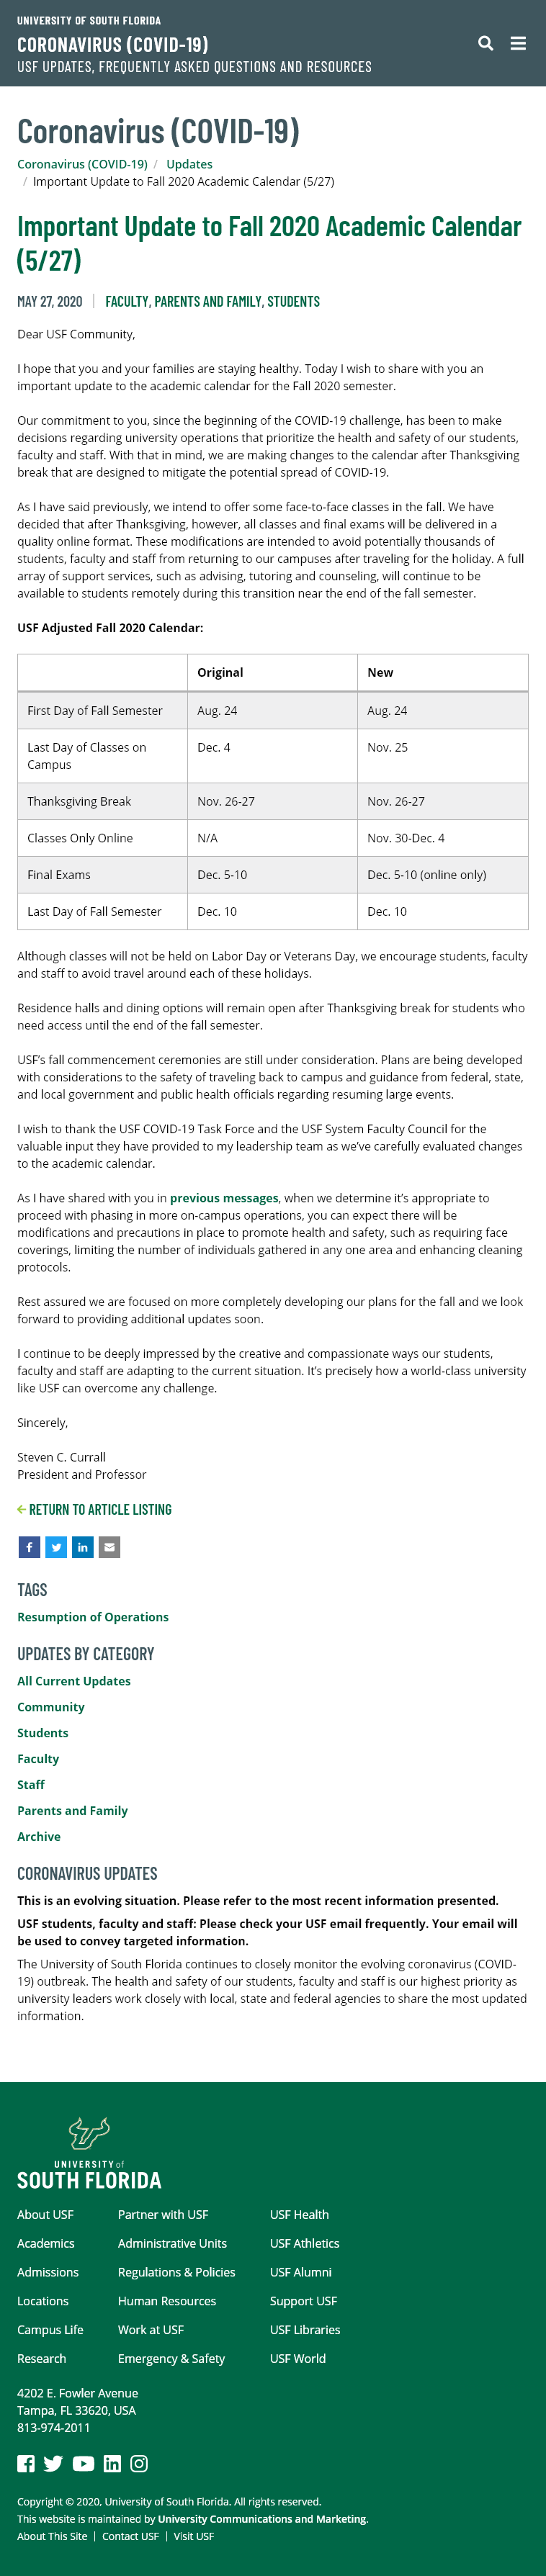 UNIVERSITY OF SOUTH FLORIDA
CORONAVIRUS (COVID-19)
USF UPDATES, FREQUENTLY ASKED QUESTIONS AND RESOURCES
Coronavirus (COVID-19)
Coronavirus (COVID-19) / Updates
/ Important Update to Fall 2020 Academic Calendar (5/27)
Important Update to Fall 2020 Academic Calendar
(5/27)
MAY 27, 2020 | FACULTY, PARENTS AND FAMILY, STUDENTS
Dear USF Community,
I hope that you and your families are staying healthy. Today I wish to share with you an
important update to the academic calendar for the Fall 2020 semester.
Our commitment to you, since the beginning of the COVID-19 challenge, has been to make
decisions regarding university operations that prioritize the health and safety of our students,
faculty and staff. With that in mind, we are making changes to the calendar after Thanksgiving
break that are designed to mitigate the potential spread of COVID-19.
As I have said previously, we intend to offer some face-to-face classes in the fall. We have
decided that after Thanksgiving, however, all classes and final exams will be delivered in a
quality online format. These modifications are intended to avoid potentially thousands of
students, faculty and staff from returning to our campuses after traveling for the holiday. A full
array of support services, such as advising, tutoring and counseling, will continue to be
available to students remotely during this transition near the end of the fall semester.
USF Adjusted Fall 2020 Calendar:
Original New
First Day of Fall Semester Aug. 24 Aug. 24
Last Day of Classes on Dec. 4 Nov. 25
Campus
Thanksgiving Break Nov. 26-27 Nov. 26-27
Classes Only Online N/A Nov. 30-Dec. 4
Final Exams Dec. 5-10 Dec. 5-10 (online only)
Last Day of Fall Semester Dec. 10 Dec. 10
Although classes will not be held on Labor Day or Veterans Day, we encourage students, faculty
and staff to avoid travel around each of these holidays.
Residence halls and dining options will remain open after Thanksgiving break for students who
need access until the end of the fall semester.
USF's fall commencement ceremonies are still under consideration. Plans are being developed
with considerations to the safety of traveling back to campus and guidance from federal, state,
and local government and public health officials regarding resuming large events.
I wish to thank the USF COVID-19 Task Force and the USF System Faculty Council for the
valuable input they have provided to my leadership team as we've carefully evaluated changes
to the academic calendar.
As I have shared with you in previous messages, when we determine it's appropriate to
proceed with phasing in more on-campus operations, you can expect there will be
modifications and precautions in place to promote health and safety, such as requiring face
coverings, limiting the number of individuals gathered in any one area and enhancing cleaning
protocols.
Rest assured we are focused on more completely developing our plans for the fall and we look
forward to providing additional updates soon.
I continue to be deeply impressed by the creative and compassionate ways our students,
faculty and staff are adapting to the current situation. It's precisely how a world-class university
like USF can overcome any challenge.
Sincerely,
Steven C. Currall
President and Professor
RETURN TO ARTICLE LISTING
TAGS
Resumption of Operations
UPDATES BY CATEGORY
All Current Updates
Community
Students
Faculty
Staff
Parents and Family
Archive
CORONAVIRUS UPDATES
This is an evolving situation. Please refer to the most recent information presented.
USF students, faculty and staff: Please check your USF email frequently. Your email will
be used to convey targeted information.
The University of South Florida continues to closely monitor the evolving coronavirus (COVID-
19) outbreak. The health and safety of our students, faculty and staff is our highest priority as
university leaders work closely with local, state and federal agencies to share the most updated
information.
UNIVERSITY of
SOUTH FLORIDA
About USF Partner with USF USF Health
Academics Administrative Units USF Athletics
Admissions Regulations & Policies USF Alumni
Locations Human Resources Support USF
Campus Life Work at USF USF Libraries
Research Emergency & Safety USF World
4202 E. Fowler Avenue
Tampa, FL 33620, USA
813-974-2011
Copyright © 2020, University of South Florida. All rights reserved.
This website is maintained by University Communications and Marketing.
About This Site | Contact USF | Visit USF